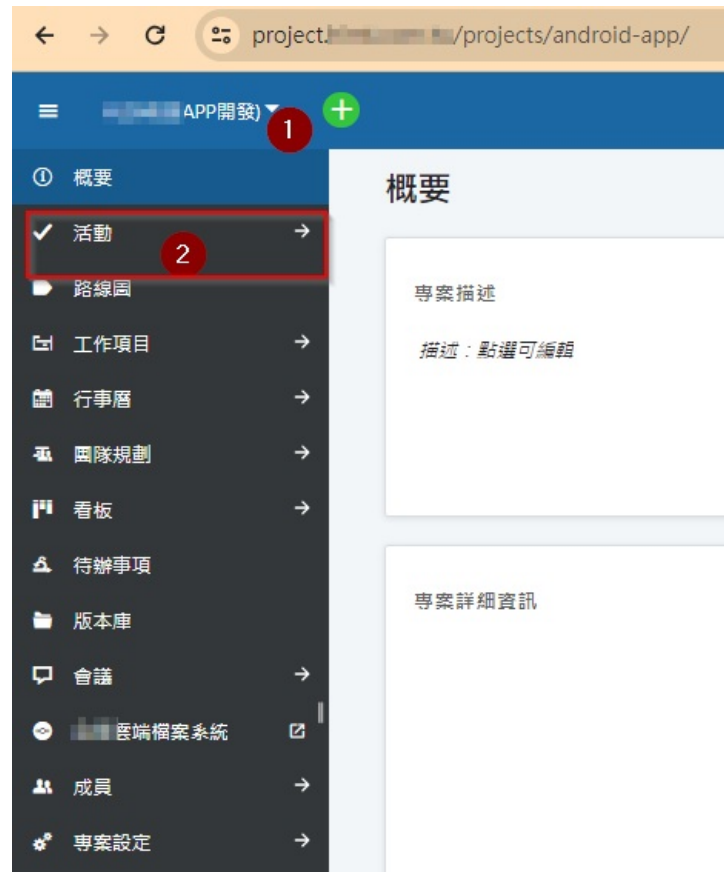 project. /projects/android-app/
APP開發)
1
概要
活動
2
路線圖
工作項目
行事曆
團隊規劃
看板
待辦事項
版本庫
會議
雲端檔案系統
成員
專案設定
概要
專案描述
描述：點選可編輯
專案詳細資訊